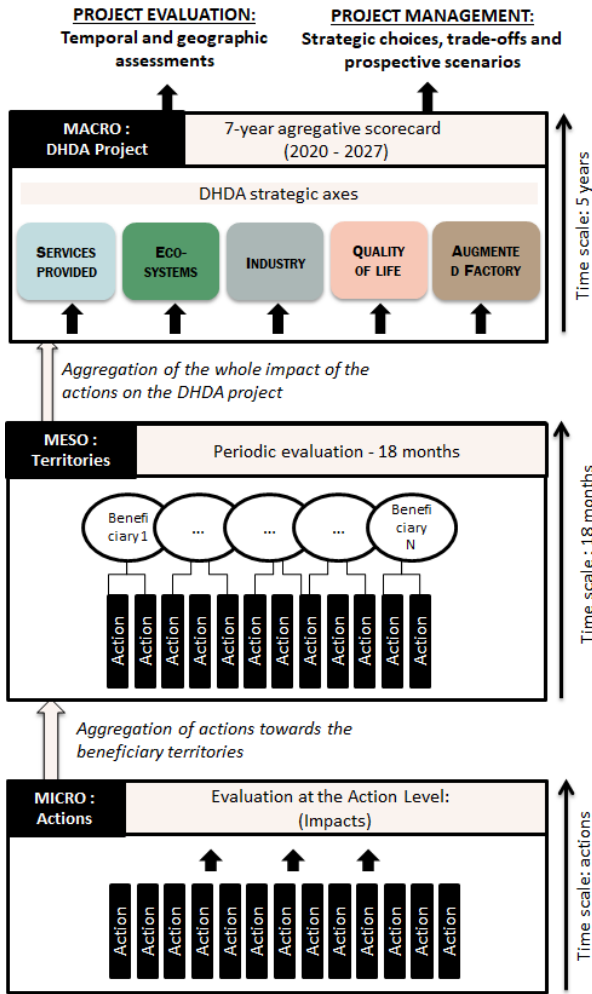 PROJECT EVALUATION:
Temporal and geographic
assessments
PROJECT MANAGEMENT:
Strategic choices, trade-offs and
prospective scenarios
MACRO :
DHDA Project
7-year agregative scorecard
(2020 - 2027)
DHDA strategic axes
SERVICES
PROVIDED
ECO-
SYSTEMS
INDUSTRY
QUALITY
OF LIFE
AUGMENTE
D FACTORY
Time scale: 5 years
Aggregation of the whole impact of the
actions on the DHDA project
MESO :
Territories
Periodic evaluation - 18 months
Benefi
ciary 1
...
...
...
Benefi
ciary
N
Action
Action
Action
Action
Action
Action
Action
Action
Action
Action
Action
Action
Time scale : 18 months
Aggregation of actions towards the
beneficiary territories
MICRO :
Actions
Evaluation at the Action Level:
(Impacts)
Action
Action
Action
Action
Action
Action
Action
Action
Action
Action
Action
Action
Action
Time scale: actions